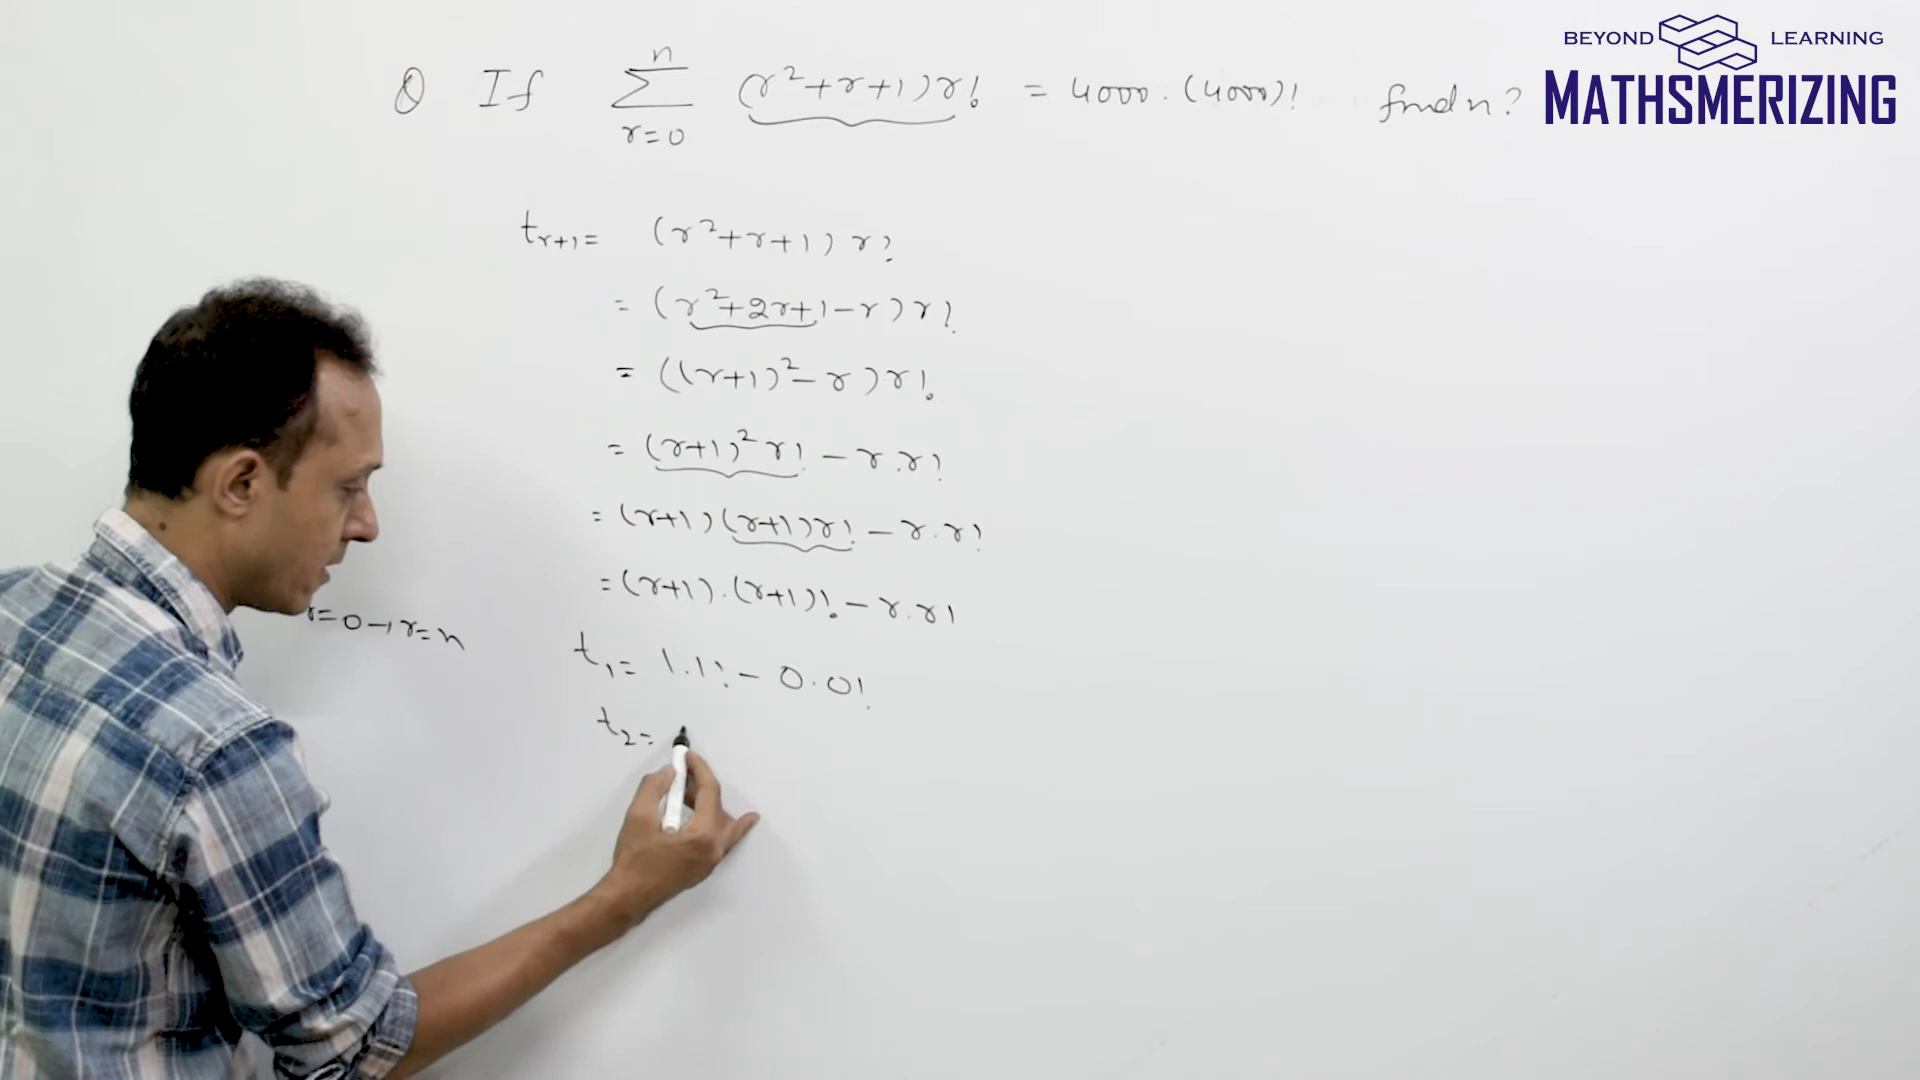 BEYOND LEARNING
MATHSMERIZING
Q If ∑_{r=0}^{n} (r²+r+1)r! = 4000.(4000)! find n?
t_{r+1} = (r²+r+1) r!
= (r²+2r+1-r)r!
= ((r+1)²-r)r!
= (r+1)² r! - r.r!
= (r+1)(r+1)r! - r.r!
= (r+1).(r+1)! - r.r!
r=0→r=n
t₁= 1.1! - 0.0!
t₂=